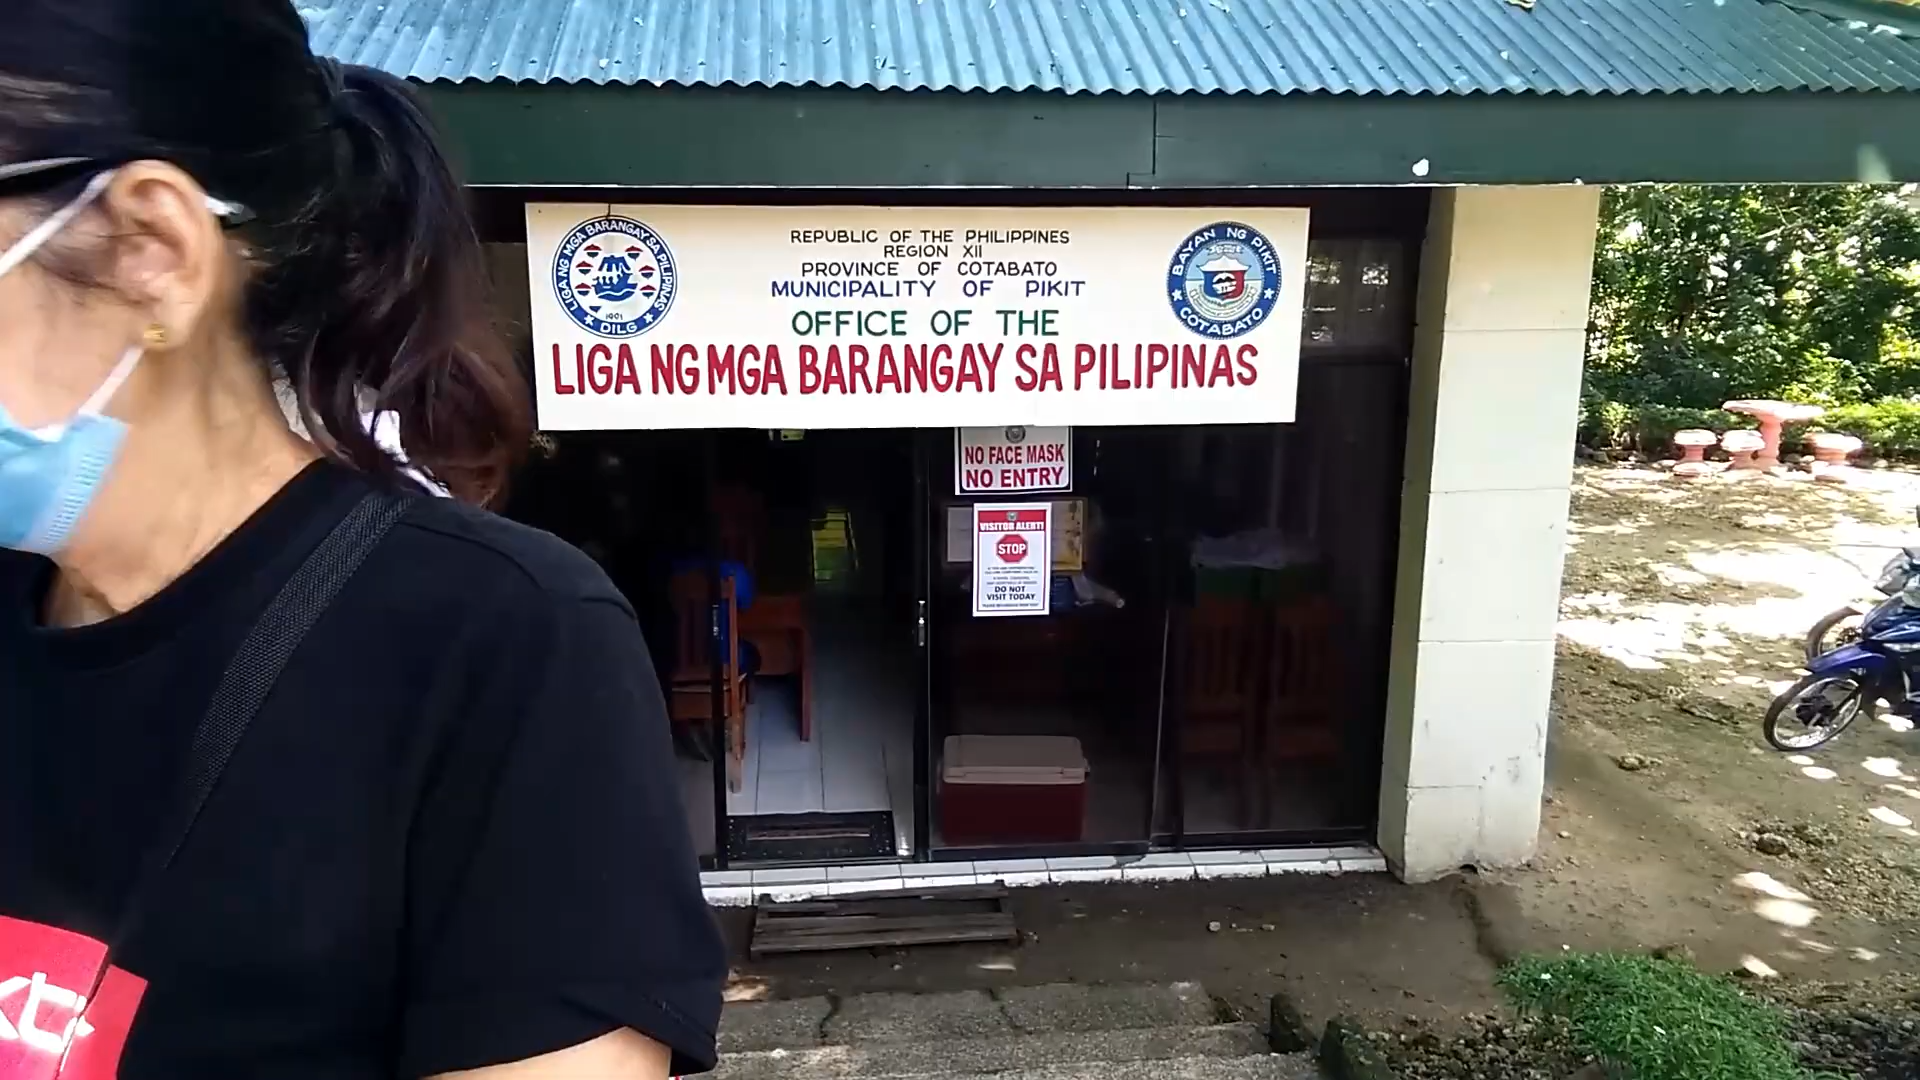 LIGA NG MGA BARANGAY SA PILIPINAS
1991
DILG
REPUBLIC OF THE PHILIPPINES
REGION XII
PROVINCE OF COTABATO
MUNICIPALITY OF PIKIT
OFFICE OF THE
LIGA NG MGA BARANGAY SA PILIPINAS
BAYAN NG PIKIT
COTABATO
NO FACE MASK
NO ENTRY
VISITOR ALERT!
STOP
DO NOT
VISIT TODAY